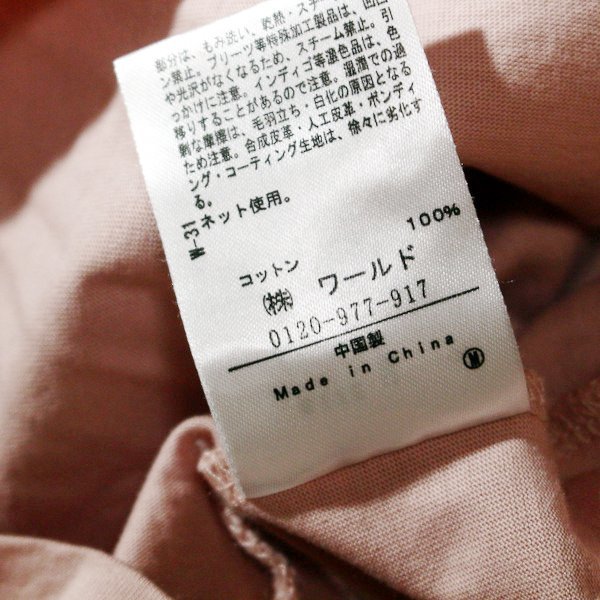 部分は、もみ洗い、乾熱・スチー
ン禁止。プリーツ等特殊加工製品は、凹凸
や光沢がなくなるため、スチーム禁止。引
っかけに注意。インディゴ等濃色品は、色
移りすることがあるので注意。湿潤での過
剰な摩擦は、毛羽立ち・白化の原因となる
ため注意。合成皮革・人工皮革・ボンディ
ング・コーティング生地は、徐々に劣化す
る。
W-31 ネット使用。
コットン 100%
㈱ ワールド
0120-977-917
中国製
Made in China Ⓜ